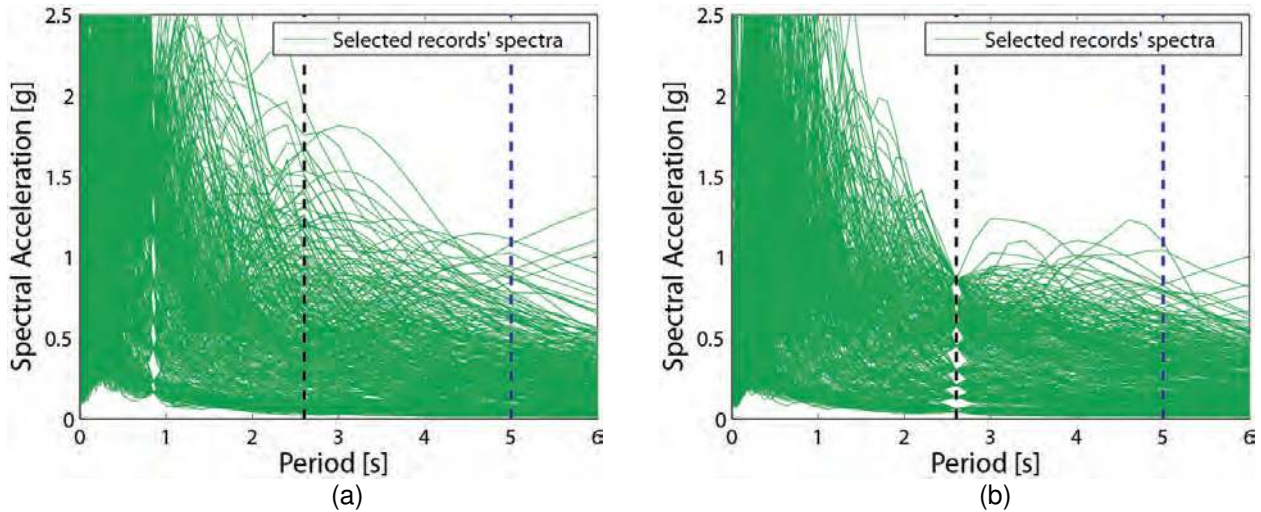 2.5
2
1.5
1
0.5
0
Spectral Acceleration [g]
Selected records' spectra
0 1 2 3 4 5 6
Period [s]
(a)
2.5
2
1.5
1
0.5
0
Spectral Acceleration [g]
Selected records' spectra
0 1 2 3 4 5 6
Period [s]
(b)